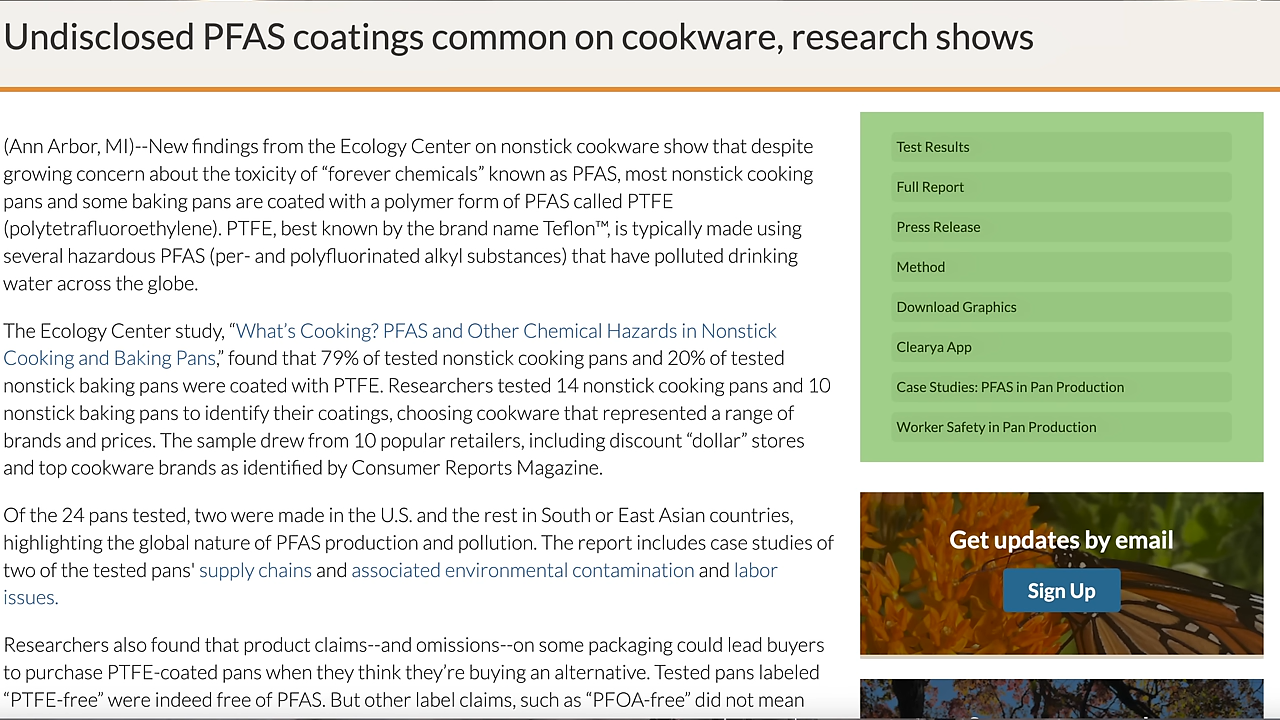 Undisclosed PFAS coatings common on cookware, research shows
(Ann Arbor, MI)--New findings from the Ecology Center on nonstick cookware show that despite
growing concern about the toxicity of “forever chemicals” known as PFAS, most nonstick cooking
pans and some baking pans are coated with a polymer form of PFAS called PTFE
(polytetrafluoroethylene). PTFE, best known by the brand name Teflon™, is typically made using
several hazardous PFAS (per- and polyfluorinated alkyl substances) that have polluted drinking
water across the globe.
The Ecology Center study, “What’s Cooking? PFAS and Other Chemical Hazards in Nonstick
Cooking and Baking Pans,” found that 79% of tested nonstick cooking pans and 20% of tested
nonstick baking pans were coated with PTFE. Researchers tested 14 nonstick cooking pans and 10
nonstick baking pans to identify their coatings, choosing cookware that represented a range of
brands and prices. The sample drew from 10 popular retailers, including discount “dollar” stores
and top cookware brands as identified by Consumer Reports Magazine.
Of the 24 pans tested, two were made in the U.S. and the rest in South or East Asian countries,
highlighting the global nature of PFAS production and pollution. The report includes case studies of
two of the tested pans' supply chains and associated environmental contamination and labor
issues.
Researchers also found that product claims--and omissions--on some packaging could lead buyers
to purchase PTFE-coated pans when they think they’re buying an alternative. Tested pans labeled
“PTFE-free” were indeed free of PFAS. But other label claims, such as “PFOA-free” did not mean
Test Results
Full Report
Press Release
Method
Download Graphics
Clearya App
Case Studies: PFAS in Pan Production
Worker Safety in Pan Production
Get updates by email
Sign Up